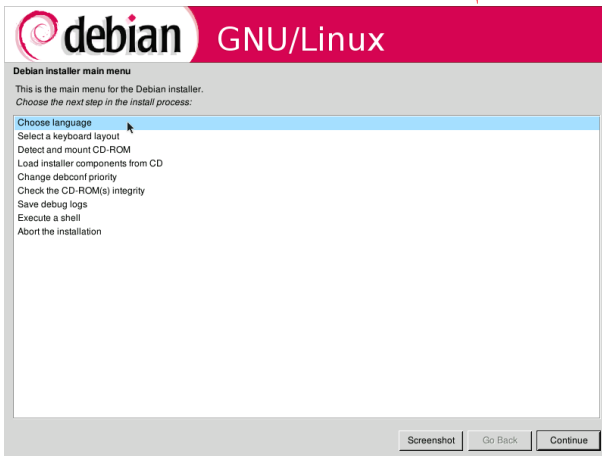 debian GNU/Linux
Debian installer main menu
This is the main menu for the Debian installer.
Choose the next step in the install process:
Choose language
Select a keyboard layout
Detect and mount CD-ROM
Load installer components from CD
Change debconf priority
Check the CD-ROM(s) integrity
Save debug logs
Execute a shell
Abort the installation
Screenshot Go Back Continue